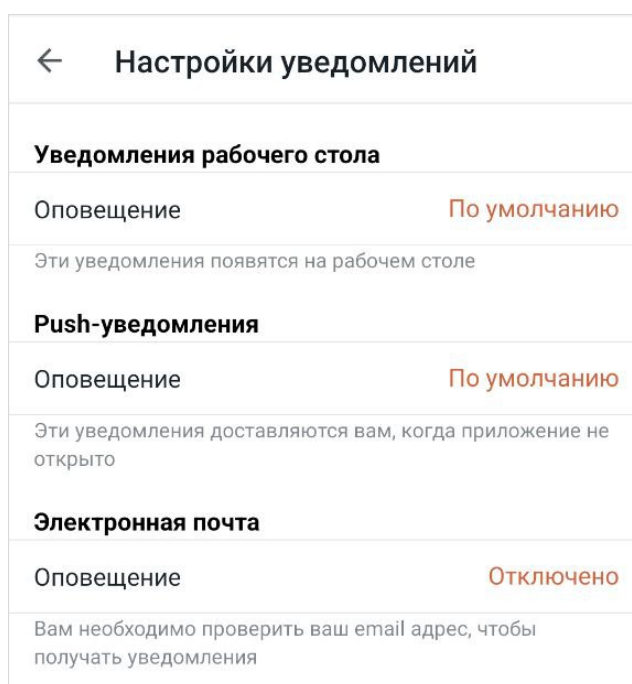 Настройки уведомлений
Уведомления рабочего стола
Оповещение По умолчанию
Эти уведомления появятся на рабочем столе
Push-уведомления
Оповещение По умолчанию
Эти уведомления доставляются вам, когда приложение не
открыто
Электронная почта
Оповещение Отключено
Вам необходимо проверить ваш email адрес, чтобы
получать уведомления